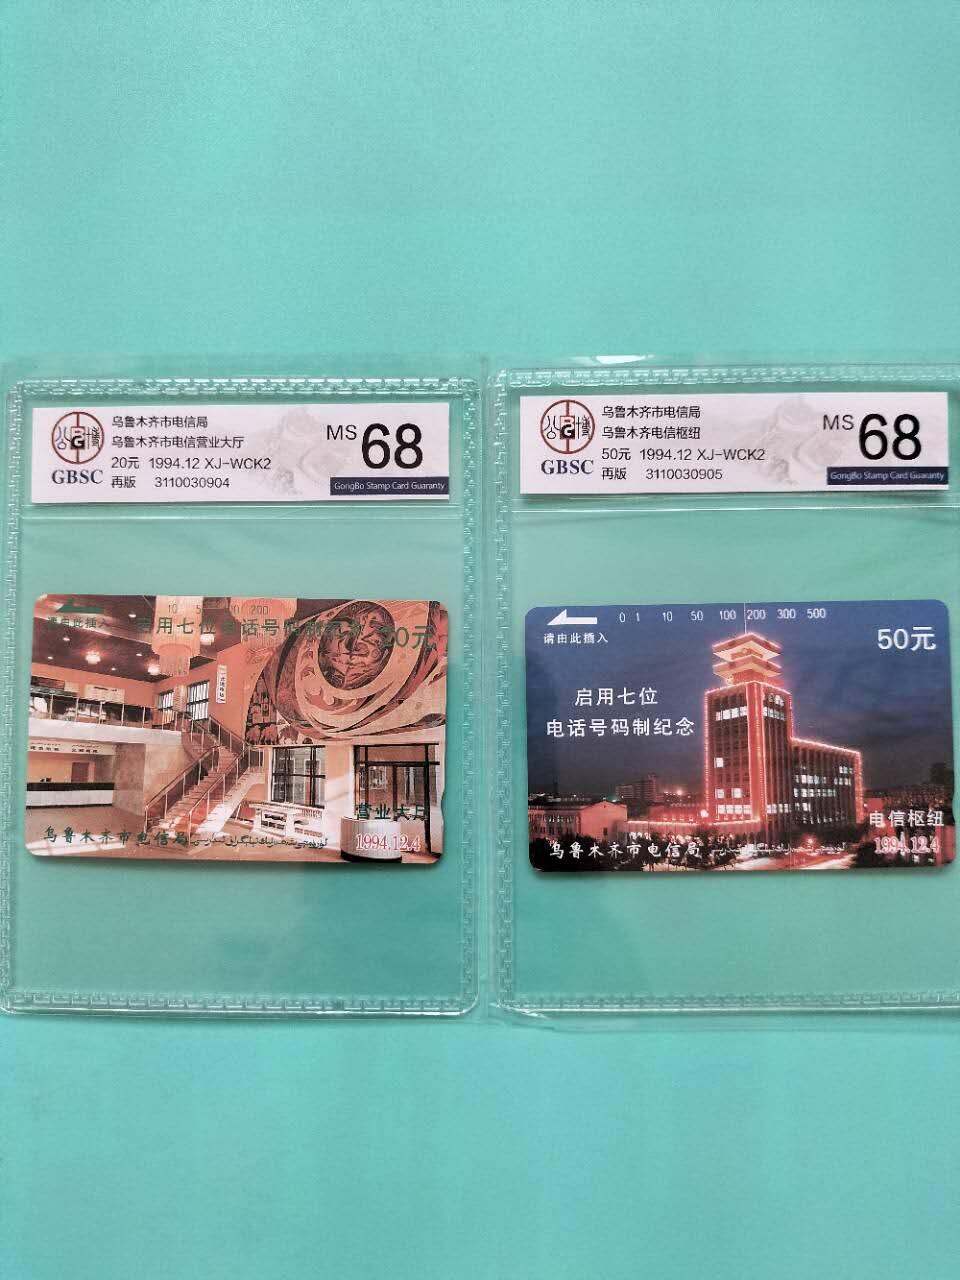 乌鲁木齐市电信局
乌鲁木齐市电信营业大厅
20元 1994.12 XJ-WCK2
再版 3110030904
GBSC
MS 68
GongBo Stamp Card Guaranty
请由此插入
10 50 100 200
启用七位电话号码制纪念
20元
营业大厅
乌鲁木齐市电信局
1994.12.4
乌鲁木齐市电信局
乌鲁木齐电信枢纽
50元 1994.12 XJ-WCK2
再版 3110030905
GBSC
MS 68
GongBo Stamp Card Guaranty
请由此插入
0 1 10 50 100 200 300 500
50元
启用七位
电话号码制纪念
电信枢纽
乌鲁木齐市电信局
1994.12.4